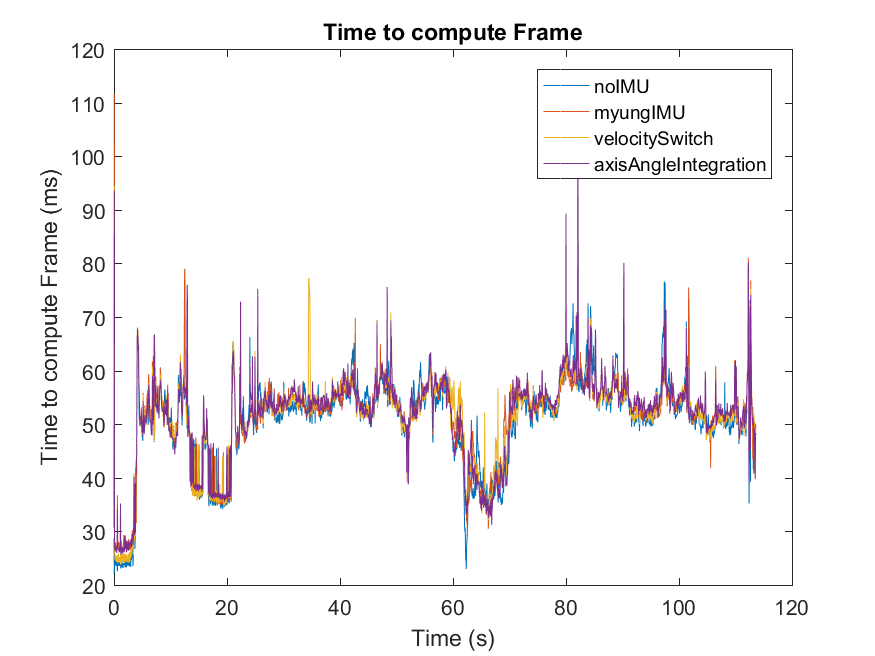 Time to compute Frame
120
110
100
90
80
70
60
50
40
30
20
Time to compute Frame (ms)
noIMU
myungIMU
velocitySwitch
axisAngleIntegration
0 20 40 60 80 100 120
Time (s)